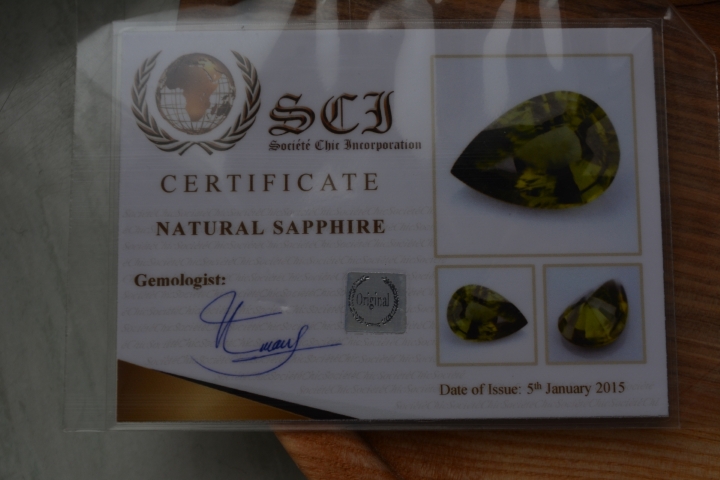 SCI
Société Chic Incorporation
CERTIFICATE
NATURAL SAPPHIRE
Gemologist:
Original
Date of Issue: 5th January 2015